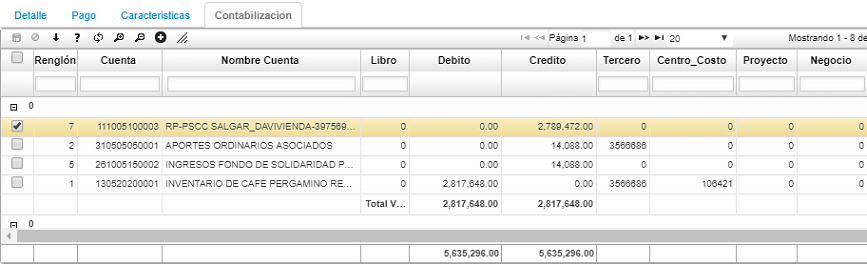 Detalle Pago Caracteristicas Contabilizacion
Página 1 de 1 20 Mostrando 1 - 8 de
Renglón Cuenta Nombre Cuenta Libro Debito Credito Tercero Centro_Costo Proyecto Negocio
0
7 111005100003 RP-PSCC SALGAR_DAVIVIENDA-397569... 0 0.00 2,789,472.00 0 0 0 0
2 310505050001 APORTES ORDINARIOS ASOCIADOS 0 0.00 14,088.00 3566686 0 0
5 261005150002 INGRESOS FONDO DE SOLIDARIDAD P... 0 0.00 14,088.00 0 0
1 130520200001 INVENTARIO DE CAFE PERGAMINO RE... 0 2,817,648.00 0.00 3566686 106421 0 0
Total V... 2,817,648.00 2,817,648.00
0
5,635,296.00 5,635,296.00